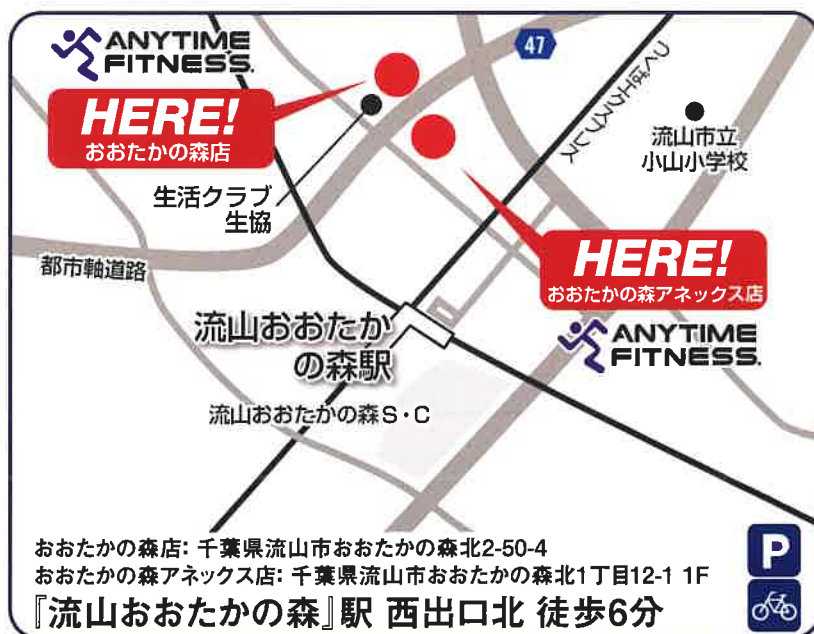 ANYTIME
FITNESS.
HERE!
おおたかの森店
生活クラブ
生協
都市軸道路
47
つくばエクスプレス
流山市立
小山小学校
HERE!
おおたかの森アネックス店
ANYTIME
FITNESS.
流山おおたか
の森駅
流山おおたかの森S・C
おおたかの森店: 千葉県流山市おおたかの森北2-50-4
おおたかの森アネックス店: 千葉県流山市おおたかの森北1丁目12-1 1F
『流山おおたかの森』駅 西出口北 徒歩6分
P